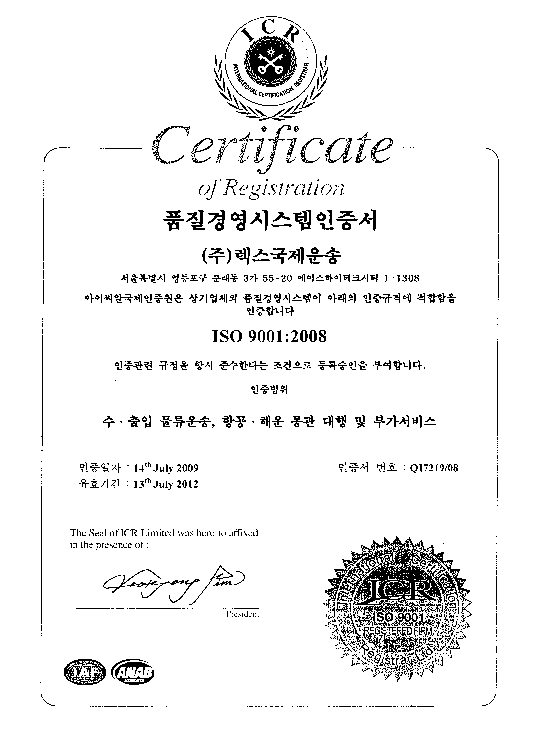 ICR
INTERNATIONAL CERTIFICATION REGISTRAR
Certificate
of Registration
품질경영시스템인증서
(주)렉스국제운송
서울특별시 영등포구 문래동 3가 55-20 에이스하이테크시티 1-1308
아이씨알국제인증원은 상기업체의 품질경영시스템이 아래의 인증규격에 적합함을
인증합니다
ISO 9001:2008
인증관련 규정을 항시 준수한다는 조건으로 등록승인을 부여합니다.
인증범위
수·출입 물류운송, 항공·해운 통관 대행 및 부가서비스
인증일자 : 14th July 2009
인증서 번호 : Q17219/08
유효기간 : 13th July 2012
The Seal of ICR Limited was here to affixed
in the presence of :
President
ICR
ISO 9001
REGISTERED FIRM
IAF
ANAB